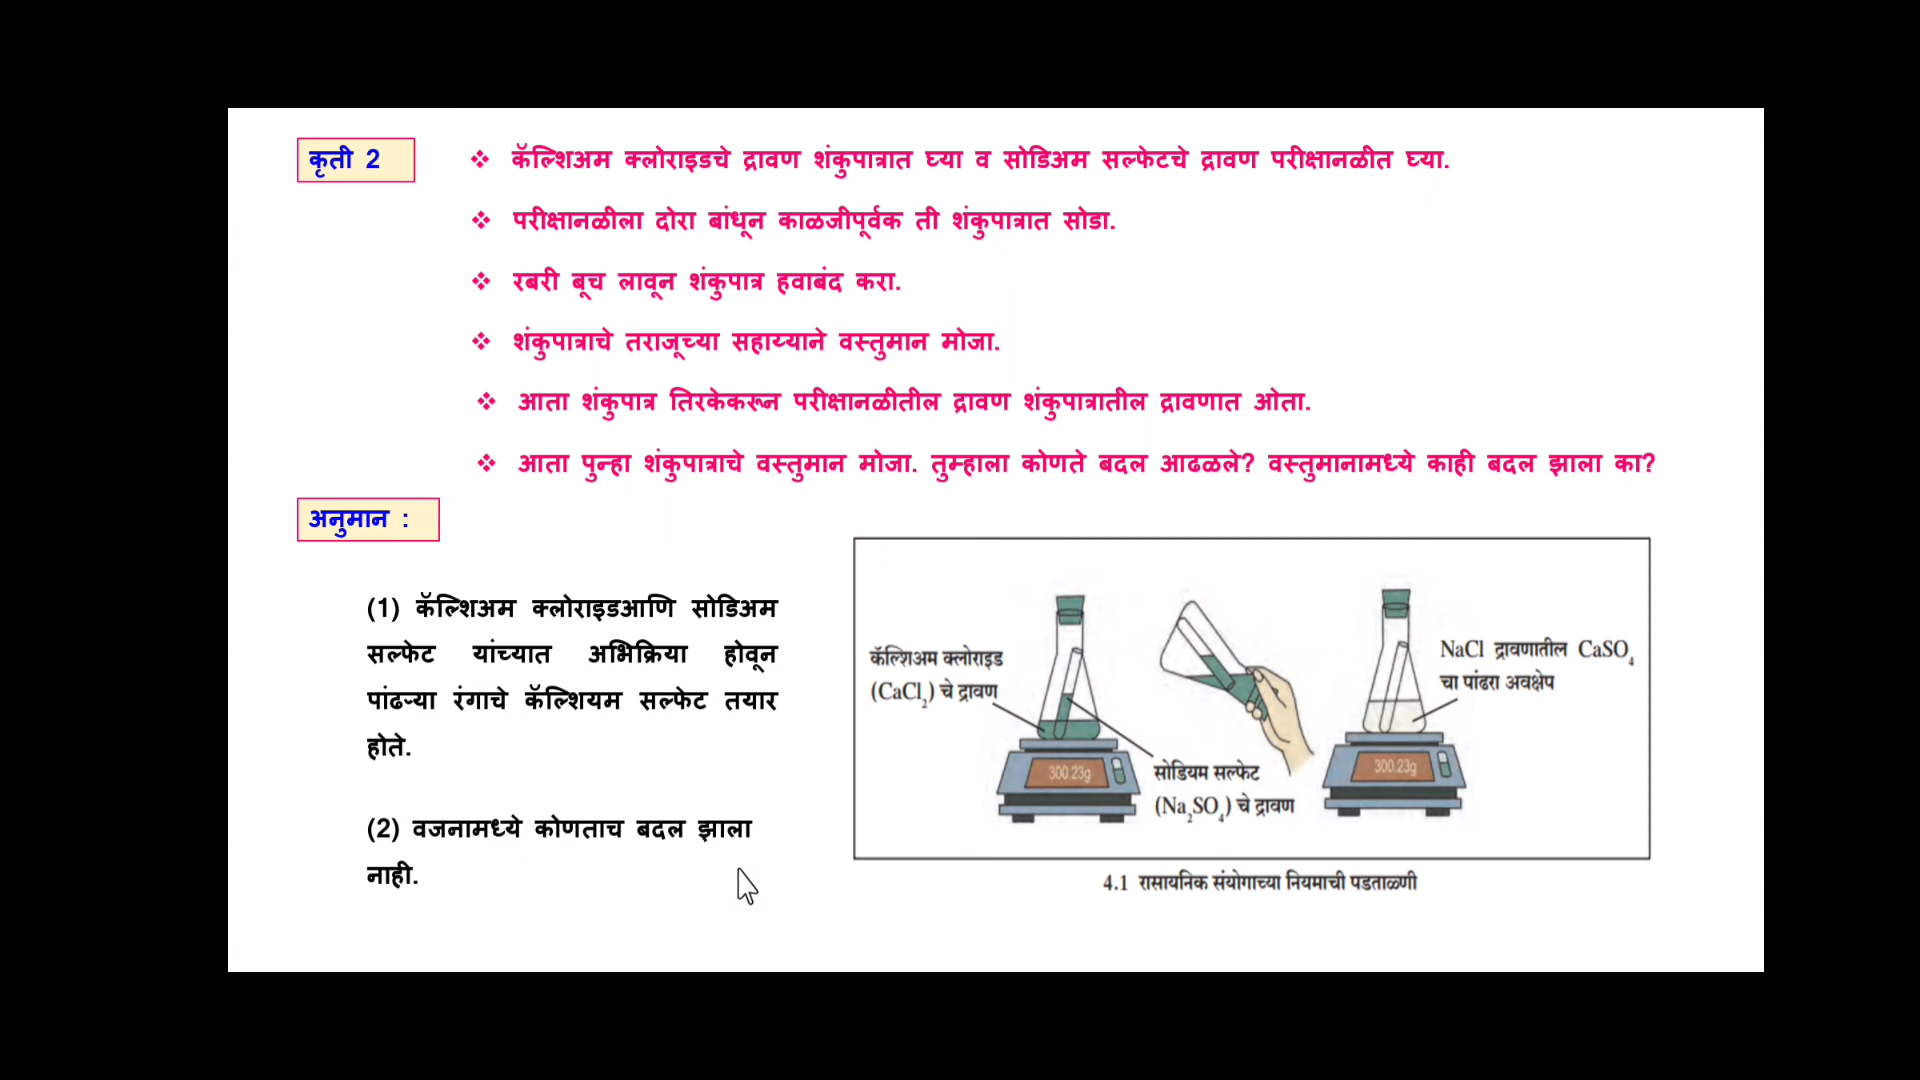 कृती 2
❖ कॅल्शिअम क्लोराइडचे द्रावण शंकुपात्रात घ्या व सोडिअम सल्फेटचे द्रावण परीक्षानळीत घ्या.
❖ परीक्षानळीला दोरा बांधून काळजीपूर्वक ती शंकुपात्रात सोडा.
❖ रबरी बूच लावून शंकुपात्र हवाबंद करा.
❖ शंकुपात्राचे तराजूच्या सहाय्याने वस्तुमान मोजा.
❖ आता शंकुपात्र तिरकेकरून परीक्षानळीतील द्रावण शंकुपात्रातील द्रावणात ओता.
❖ आता पुन्हा शंकुपात्राचे वस्तुमान मोजा. तुम्हाला कोणते बदल आढळले? वस्तुमानामध्ये काही बदल झाला का?
अनुमान :
(1) कॅल्शिअम क्लोराइडआणि सोडिअम
सल्फेट यांच्यात अभिक्रिया होवून
पांढऱ्या रंगाचे कॅल्शियम सल्फेट तयार
होते.
(2) वजनामध्ये कोणताच बदल झाला
नाही.
कॅल्शिअम क्लोराइड
(CaCl₂) चे द्रावण
300.23g
सोडियम सल्फेट
(Na₂SO₄) चे द्रावण
NaCl द्रावणातील CaSO₄
चा पांढरा अवक्षेप
300.23g
4.1 रासायनिक संयोगाच्या नियमाची पडताळणी